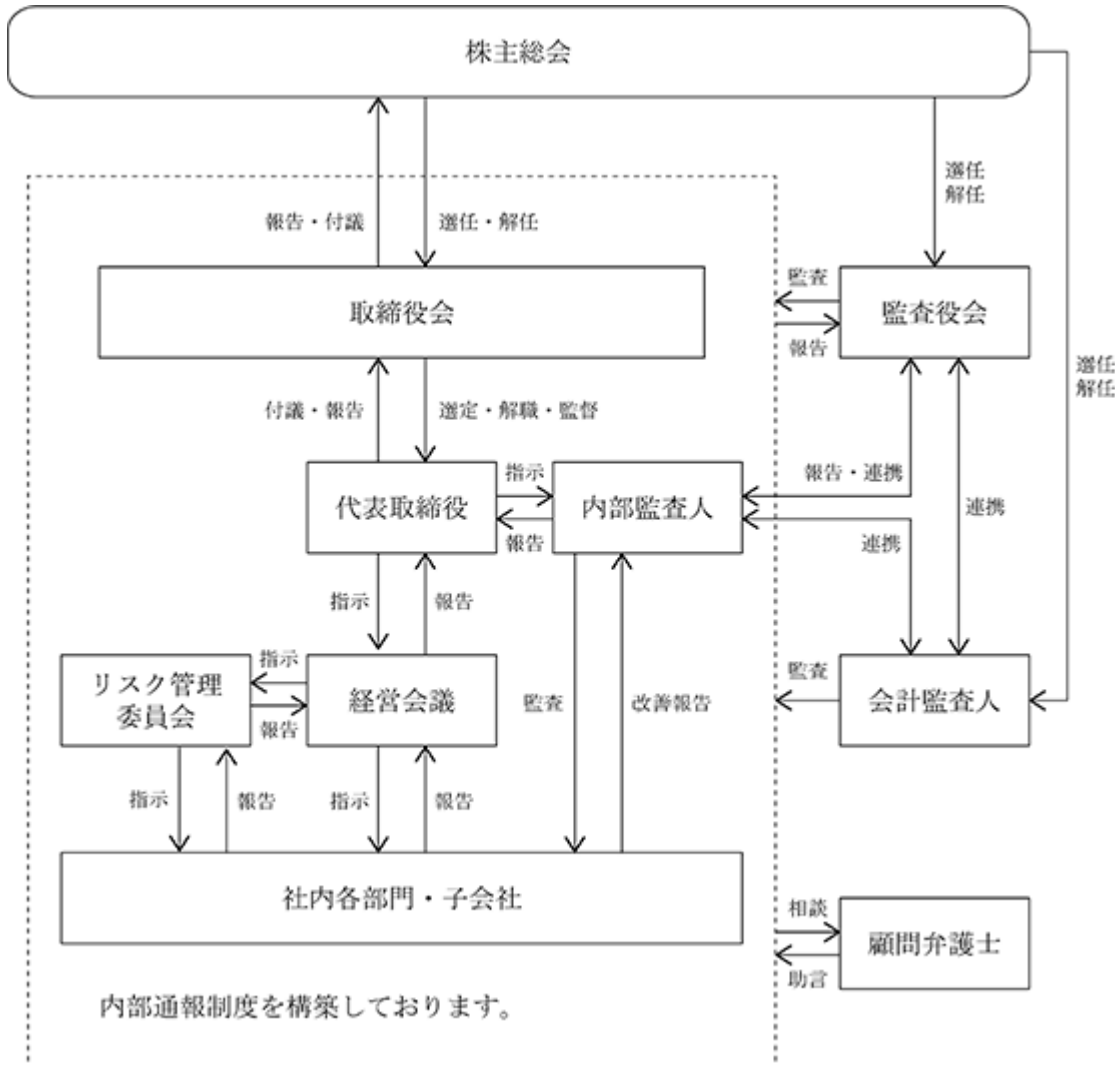 株主総会
選任
解任
報告・付議
選任・解任
取締役会
監査
報告
監査役会
選任
解任
付議・報告
選定・解職・監督
代表取締役
指示
報告
内部監査人
報告・連携
連携
連携
指示
報告
リスク管理
委員会
指示
報告
経営会議
監査
改善報告
監査
会計監査人
指示
報告
指示
報告
社内各部門・子会社
相談
助言
顧問弁護士
内部通報制度を構築しております。